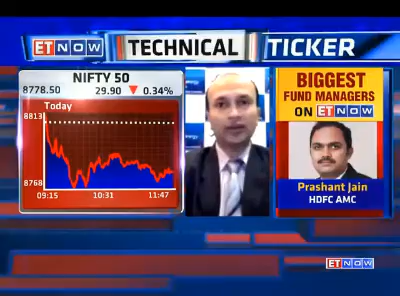 ET NOW
TECHNICAL TICKER
NIFTY 50
8778.50 29.90 0.34%
Today
8813
8768
09:15 10:31 11:47
BIGGEST
FUND MANAGERS
ON ET NOW
Prashant Jain
HDFC AMC
ET NOW